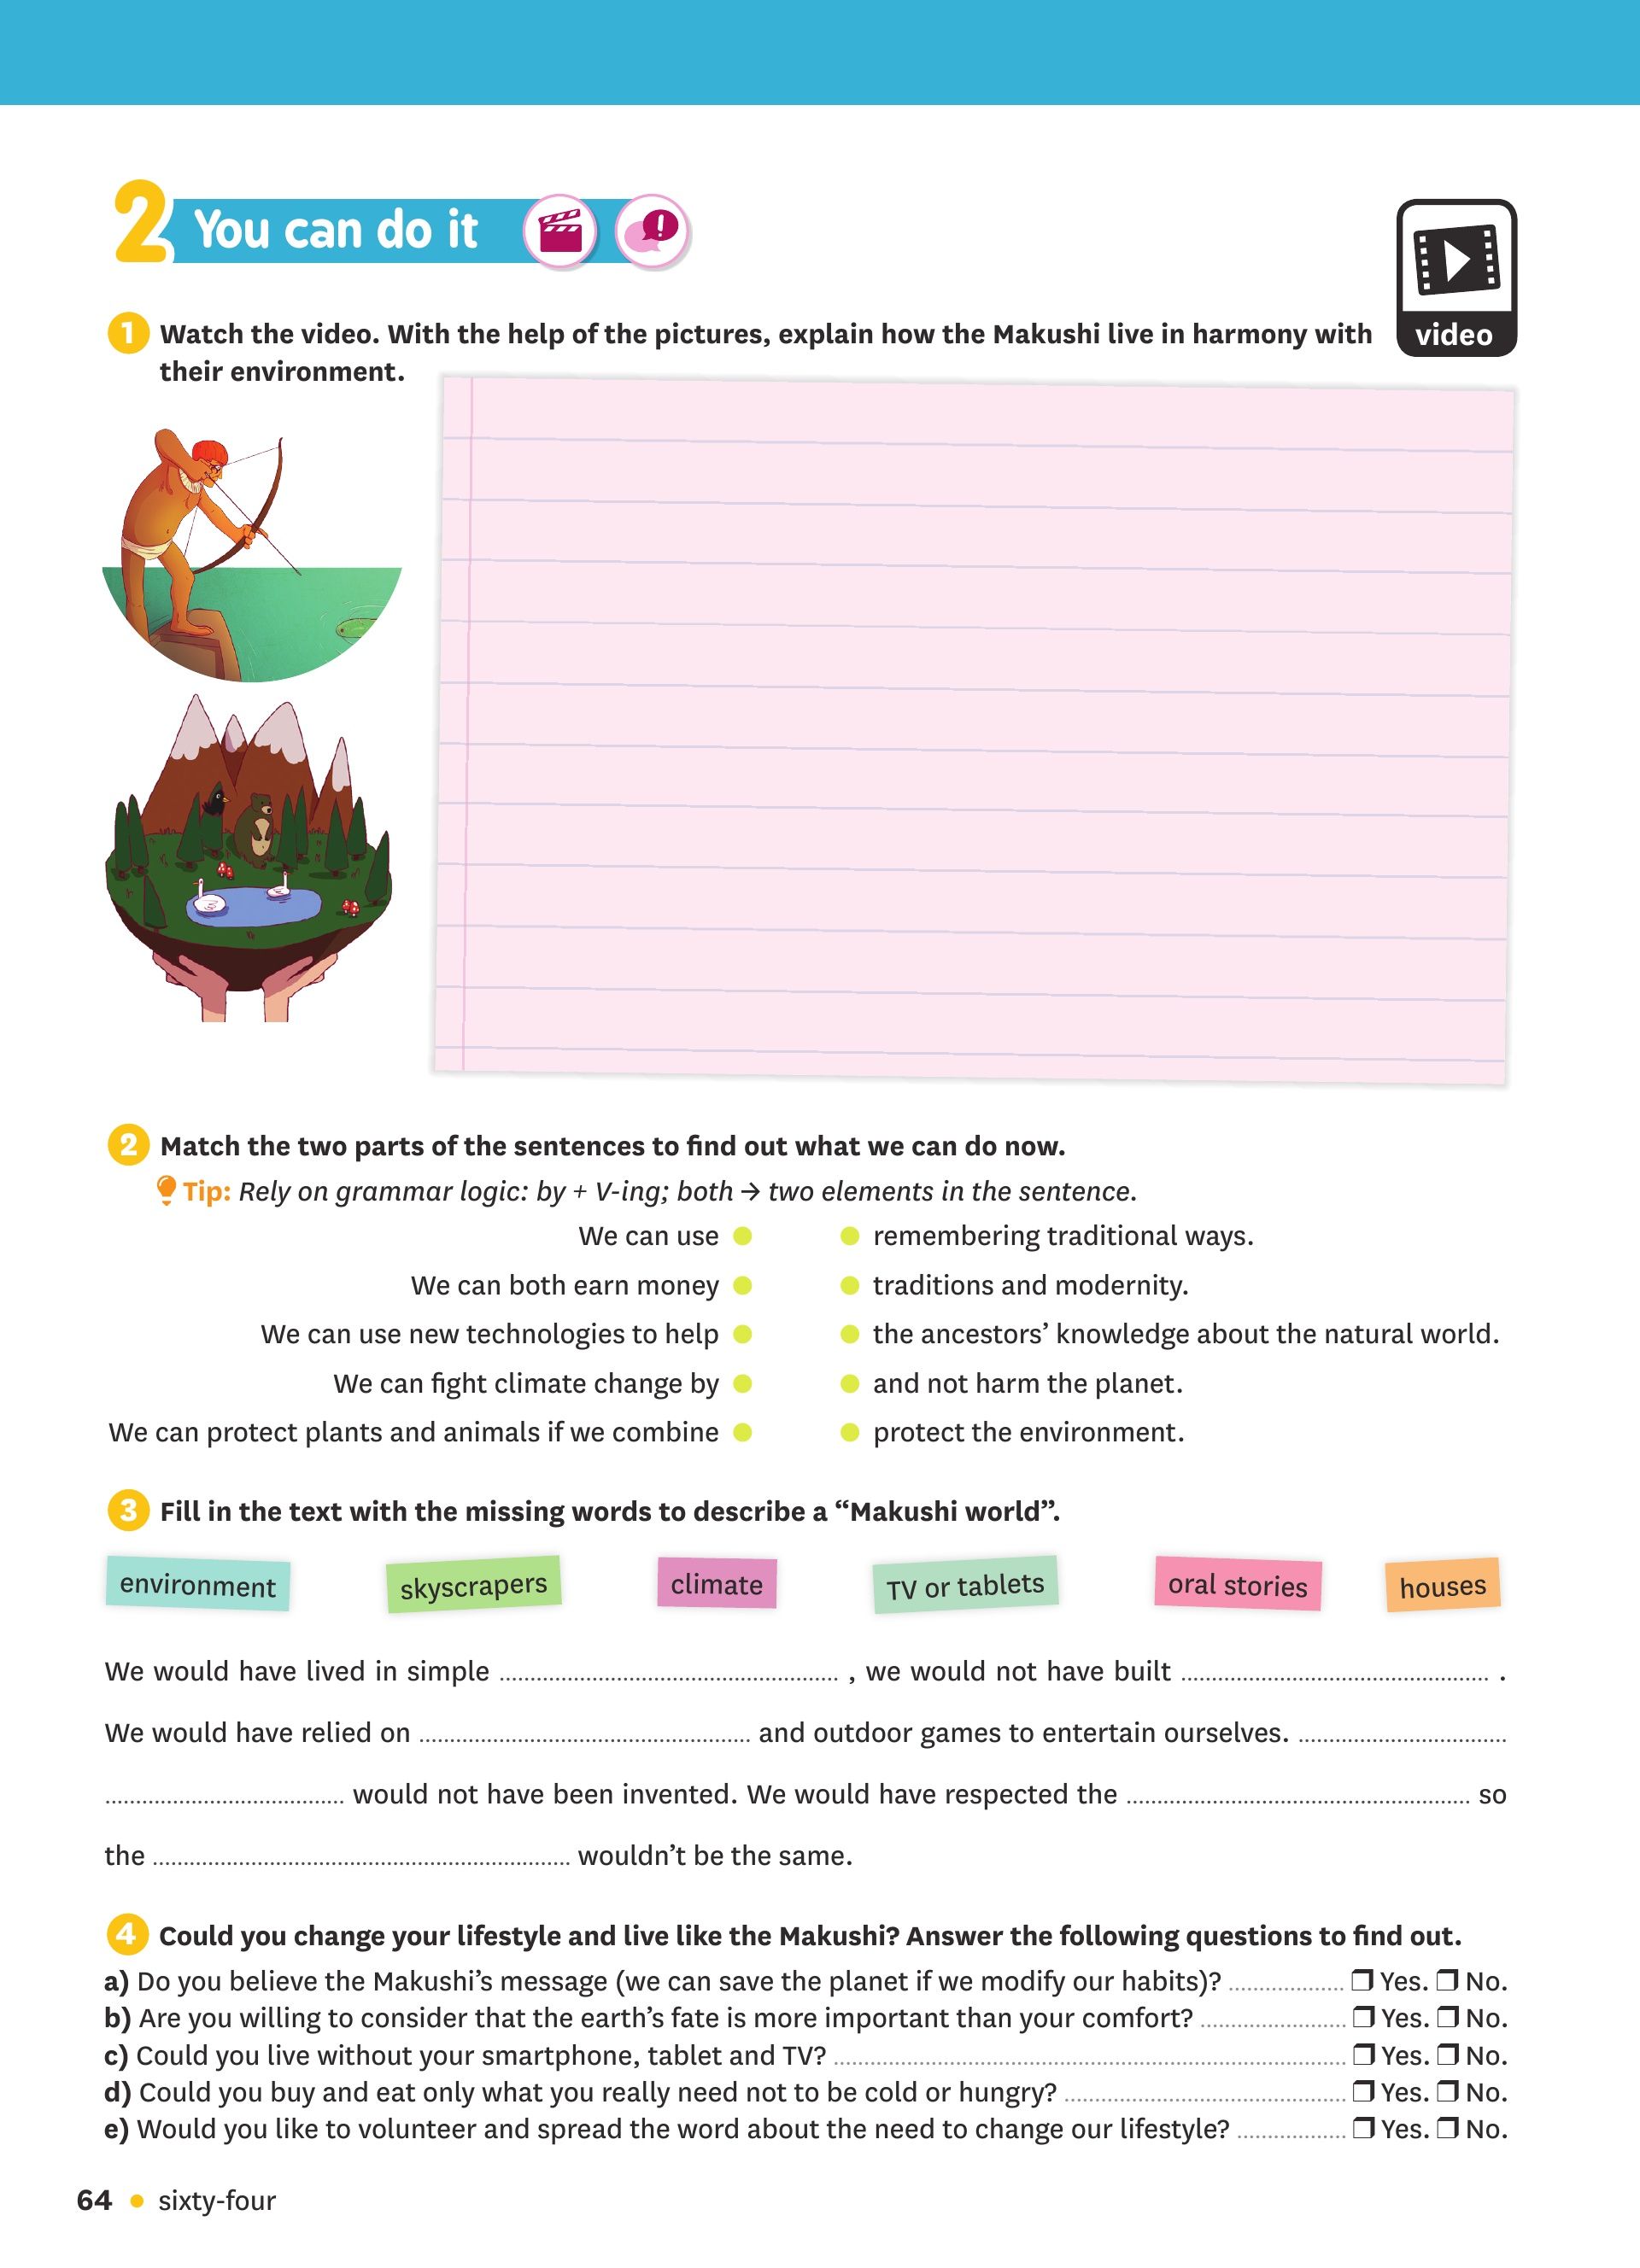 2 You can do it
video
1 Watch the video. With the help of the pictures, explain how the Makushi live in harmony with
their environment.
2 Match the two parts of the sentences to find out what we can do now.
Tip: Rely on grammar logic: by + V-ing; both → two elements in the sentence.
We can use ● ● remembering traditional ways.
We can both earn money ● ● traditions and modernity.
We can use new technologies to help ● ● the ancestors’ knowledge about the natural world.
We can fight climate change by ● ● and not harm the planet.
We can protect plants and animals if we combine ● ● protect the environment.
3 Fill in the text with the missing words to describe a “Makushi world”.
environment skyscrapers climate TV or tablets oral stories houses
We would have lived in simple .................... , we would not have built .................... .
We would have relied on .................... and outdoor games to entertain ourselves. ....................
.................... would not have been invented. We would have respected the .................... so
the .................... wouldn’t be the same.
4 Could you change your lifestyle and live like the Makushi? Answer the following questions to find out.
a) Do you believe the Makushi’s message (we can save the planet if we modify our habits)? .................... ❒ Yes. ❒ No.
b) Are you willing to consider that the earth’s fate is more important than your comfort? .................... ❒ Yes. ❒ No.
c) Could you live without your smartphone, tablet and TV? .................... ❒ Yes. ❒ No.
d) Could you buy and eat only what you really need not to be cold or hungry? .................... ❒ Yes. ❒ No.
e) Would you like to volunteer and spread the word about the need to change our lifestyle? .................... ❒ Yes. ❒ No.
64 ● sixty-four